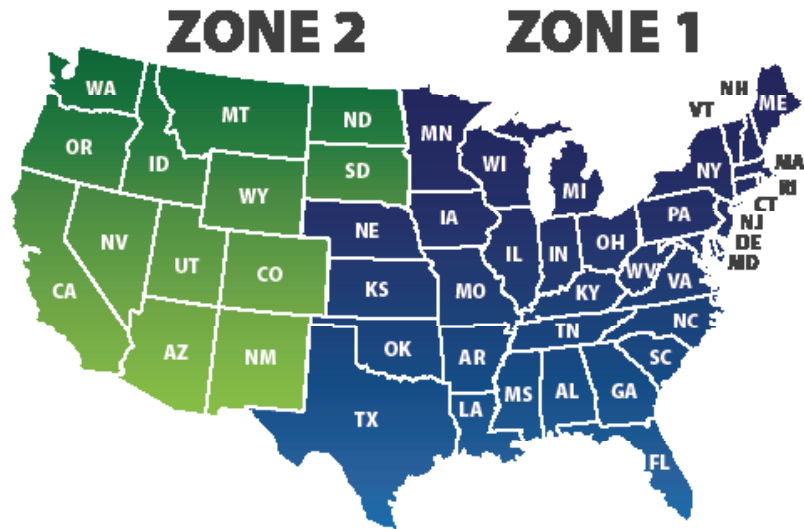 ZONE 2 ZONE 1
WA
MT
ND
MN
NH
ME
VT
OR
ID
SD
WI
NY
MA
WY
MI
RI
CT
NE
IA
PA
NJ
NV
UT
CO
IL
IN
OH
DE
MD
CA
KS
MO
WV
VA
KY
NC
TN
AZ
NM
OK
AR
SC
MS
AL
GA
TX
LA
FL